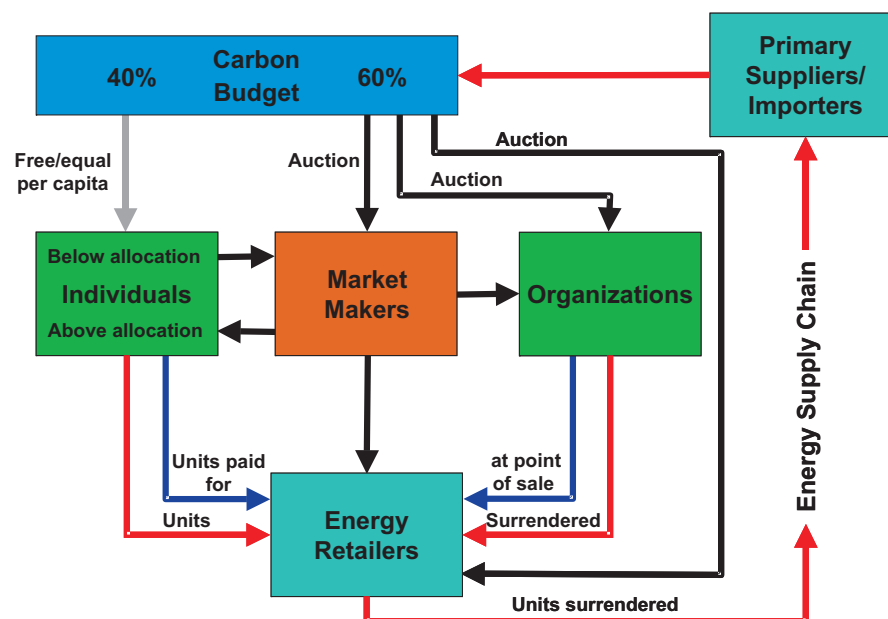 Carbon
Budget
40%
60%
Primary
Suppliers/
Importers
Free/equal
per capita
Auction
Auction
Auction
Below allocation
Individuals
Above allocation
Market
Makers
Organizations
Energy Supply Chain
Units paid
for
at point
of sale
Units
Surrendered
Energy
Retailers
Units surrendered